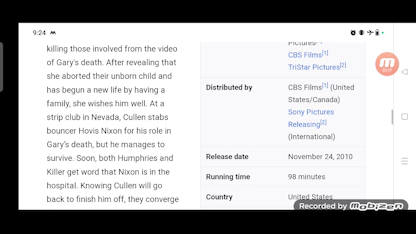 9:24
killing those involved from the video
of Gary's death. After revealing that
she aborted their unborn child and
has begun a new life by having a
family, she wishes him well. At a
strip club in Nevada, Cullen stabs
bouncer Hovis Nixon for his role in
Gary's death, but he manages to
survive. Soon, both Humphries and
Killer get word that Nixon is in the
hospital. Knowing Cullen will go
back to finish him off, they converge
Pictures
CBS Films[1]
TriStar Pictures[2]
Distributed by
CBS Films[1] (United
States/Canada)
Sony Pictures
Releasing[2]
(International)
Release date
November 24, 2010
Running time
98 minutes
Country
United States
Recorded by MOBIZEN